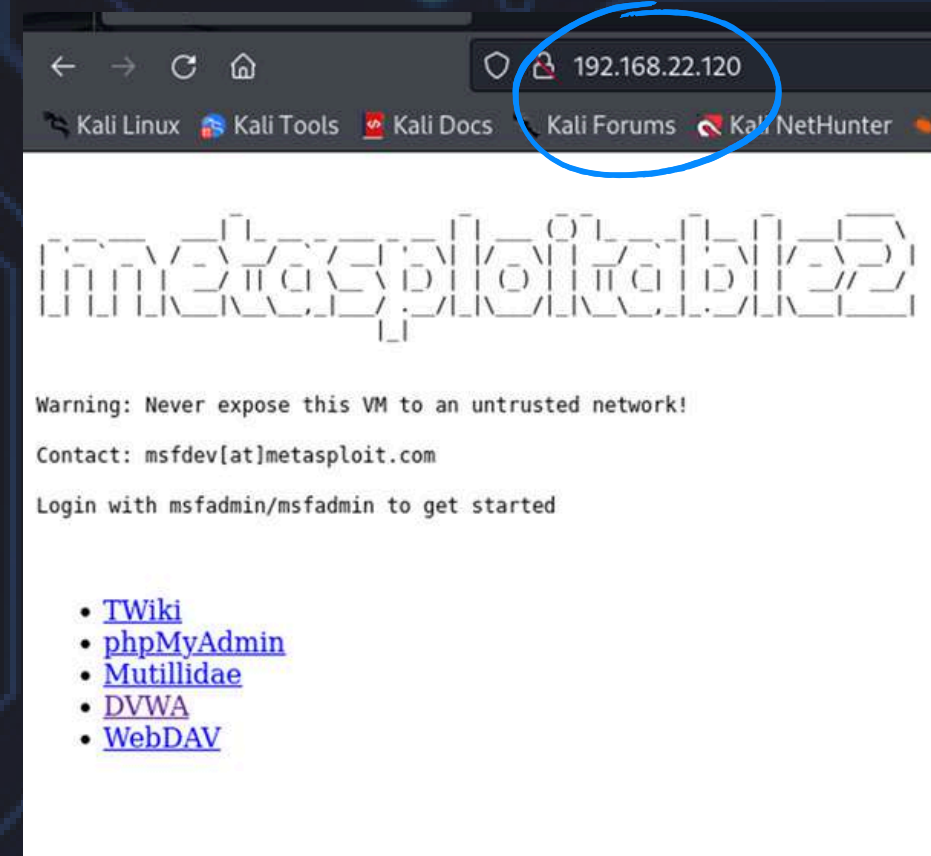 192.168.22.120
Kali Linux Kali Tools Kali Docs Kali Forums Kali NetHunter
metasploitable2
Warning: Never expose this VM to an untrusted network!
Contact: msfdev[at]metasploit.com
Login with msfadmin/msfadmin to get started
TWiki
phpMyAdmin
Mutillidae
DVWA
WebDAV